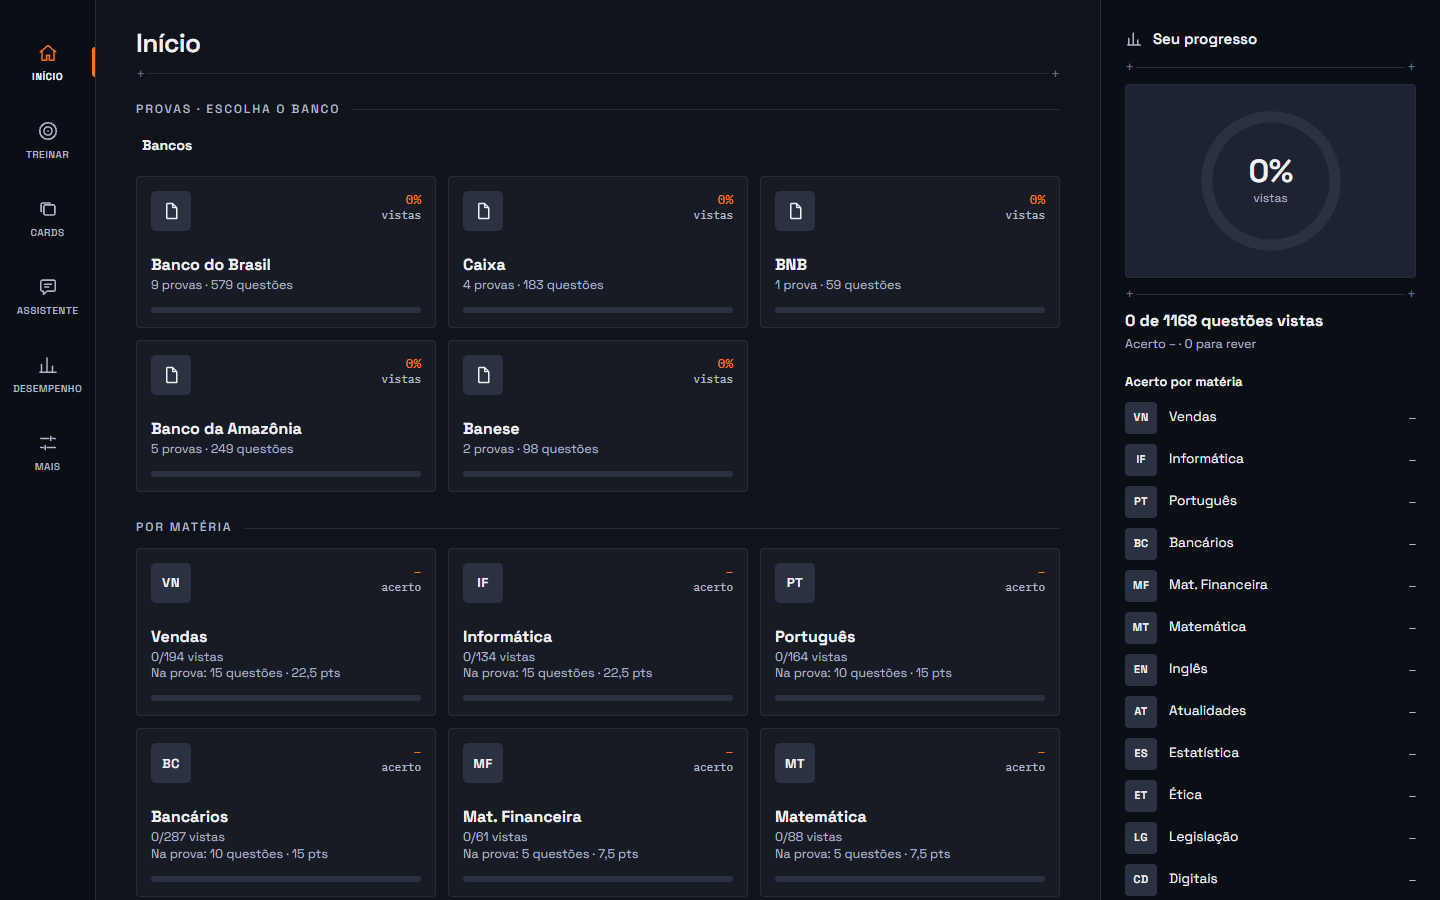 INÍCIO
TREINAR
CARDS
ASSISTENTE
DESEMPENHO
MAIS
Início
PROVAS · ESCOLHA O BANCO
Bancos
0%
vistas
Banco do Brasil
9 provas · 579 questões
0%
vistas
Caixa
4 provas · 183 questões
0%
vistas
BNB
1 prova · 59 questões
0%
vistas
Banco da Amazônia
5 provas · 249 questões
0%
vistas
Banese
2 provas · 98 questões
POR MATÉRIA
VN
–
acerto
Vendas
0/194 vistas
Na prova: 15 questões · 22,5 pts
IF
–
acerto
Informática
0/134 vistas
Na prova: 15 questões · 22,5 pts
PT
–
acerto
Português
0/164 vistas
Na prova: 10 questões · 15 pts
BC
–
acerto
Bancários
0/287 vistas
Na prova: 10 questões · 15 pts
MF
–
acerto
Mat. Financeira
0/61 vistas
Na prova: 5 questões · 7,5 pts
MT
–
acerto
Matemática
0/88 vistas
Na prova: 5 questões · 7,5 pts
Seu progresso
0%
vistas
0 de 1168 questões vistas
Acerto – · 0 para rever
Acerto por matéria
VN Vendas –
IF Informática –
PT Português –
BC Bancários –
MF Mat. Financeira –
MT Matemática –
EN Inglês –
AT Atualidades –
ES Estatística –
ET Ética –
LG Legislação –
CD Digitais –